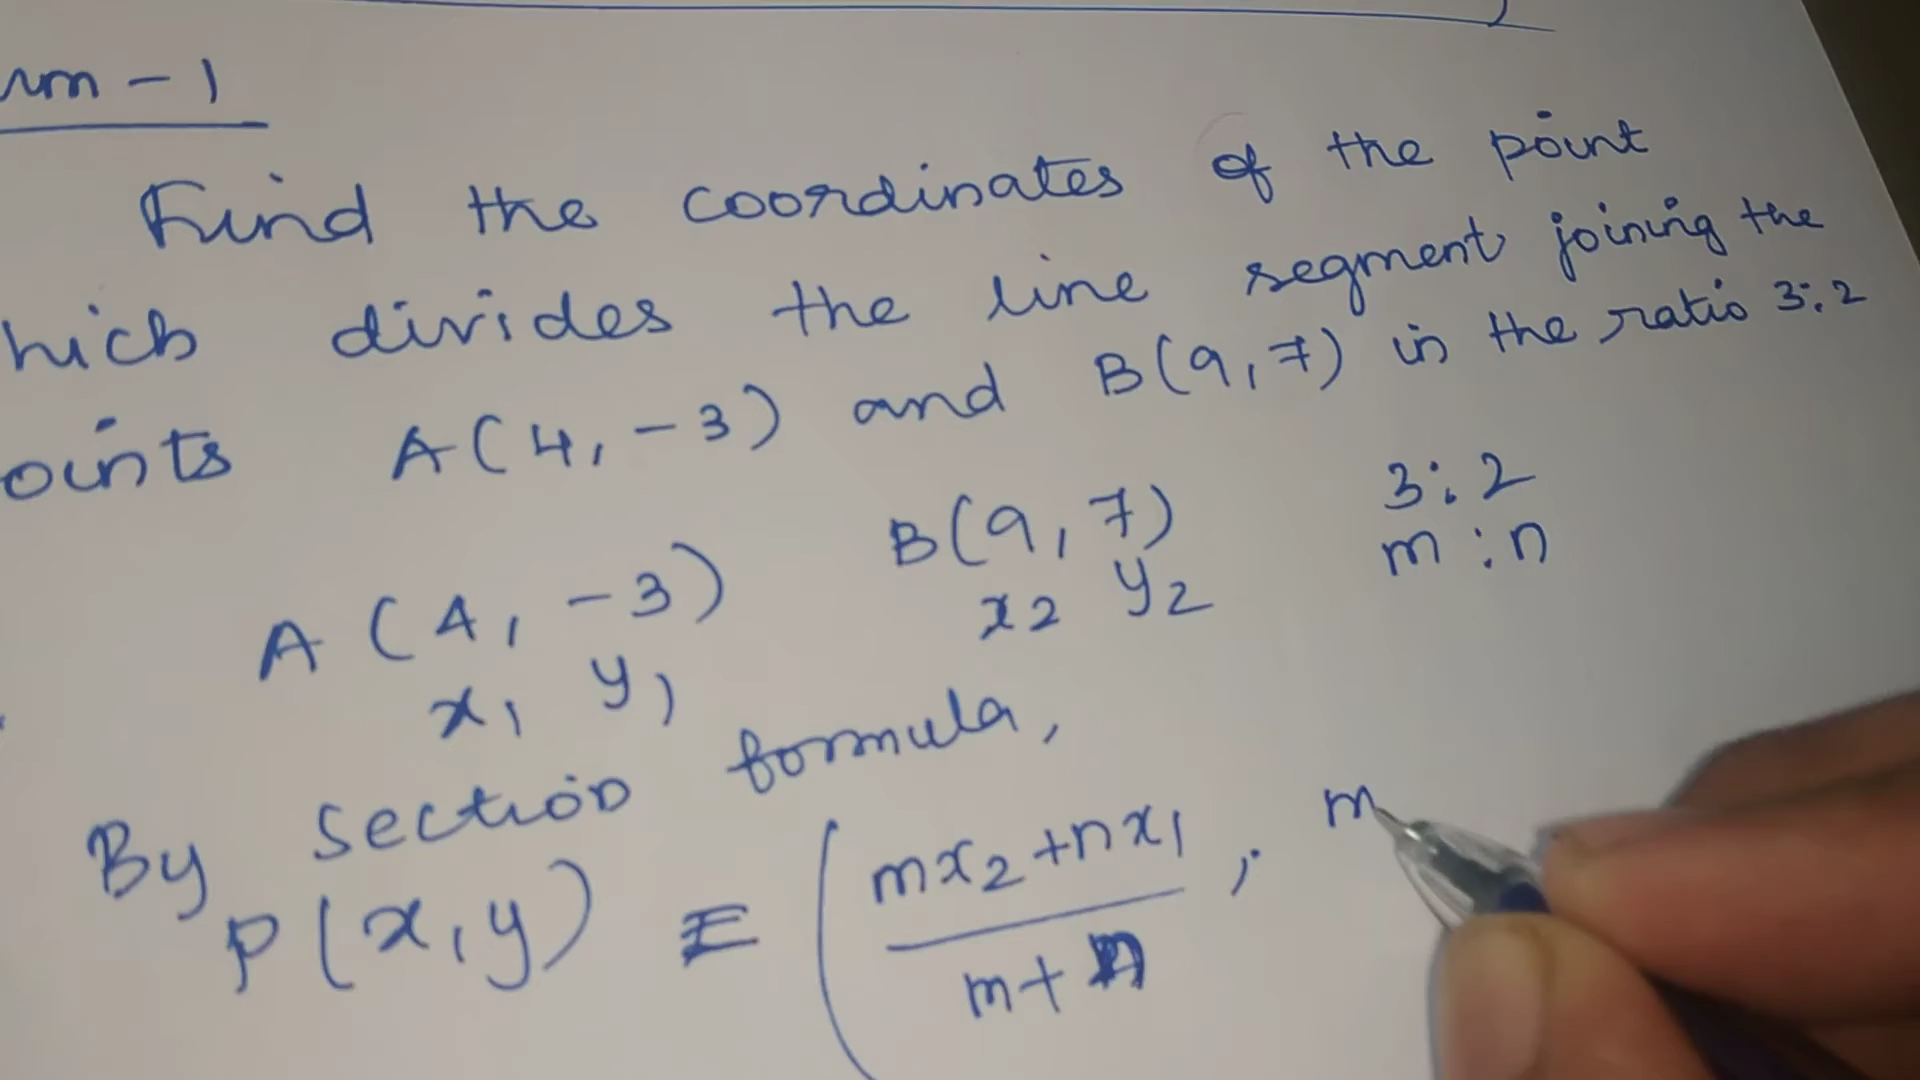 um - 1
Find the coordinates of the point
hich divides the line segment joining the
oints A(4, -3) and B(9, 7) in the ratio 3:2
A (4, -3) B(9, 7) 3:2
x1 y1 x2 y2 m:n
By section formula,
P(x, y) = (mx2 + nx1 / m + n , m